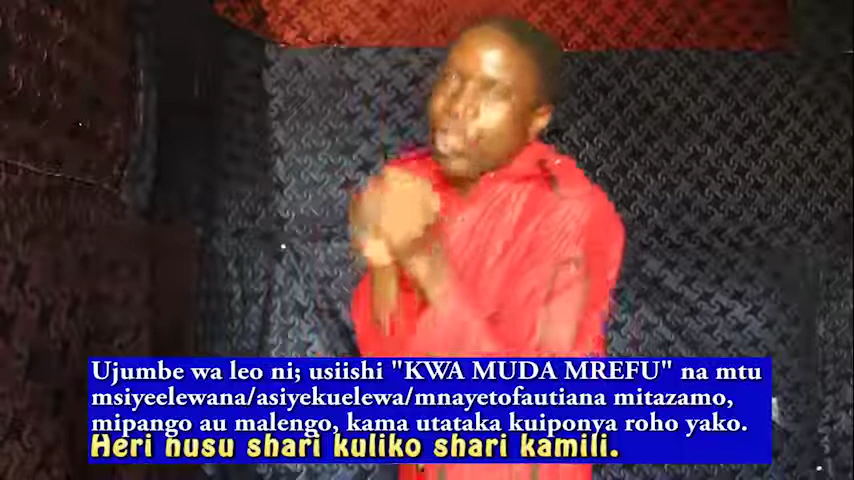 Ujumbe wa leo ni; usiishi "KWA MUDA MREFU" na mtu
msiyeelewana/asiyekuelewa/mnayetofautiana mitazamo,
mipango au malengo, kama utataka kuiponya roho yako.
Heri nusu shari kuliko shari kamili.